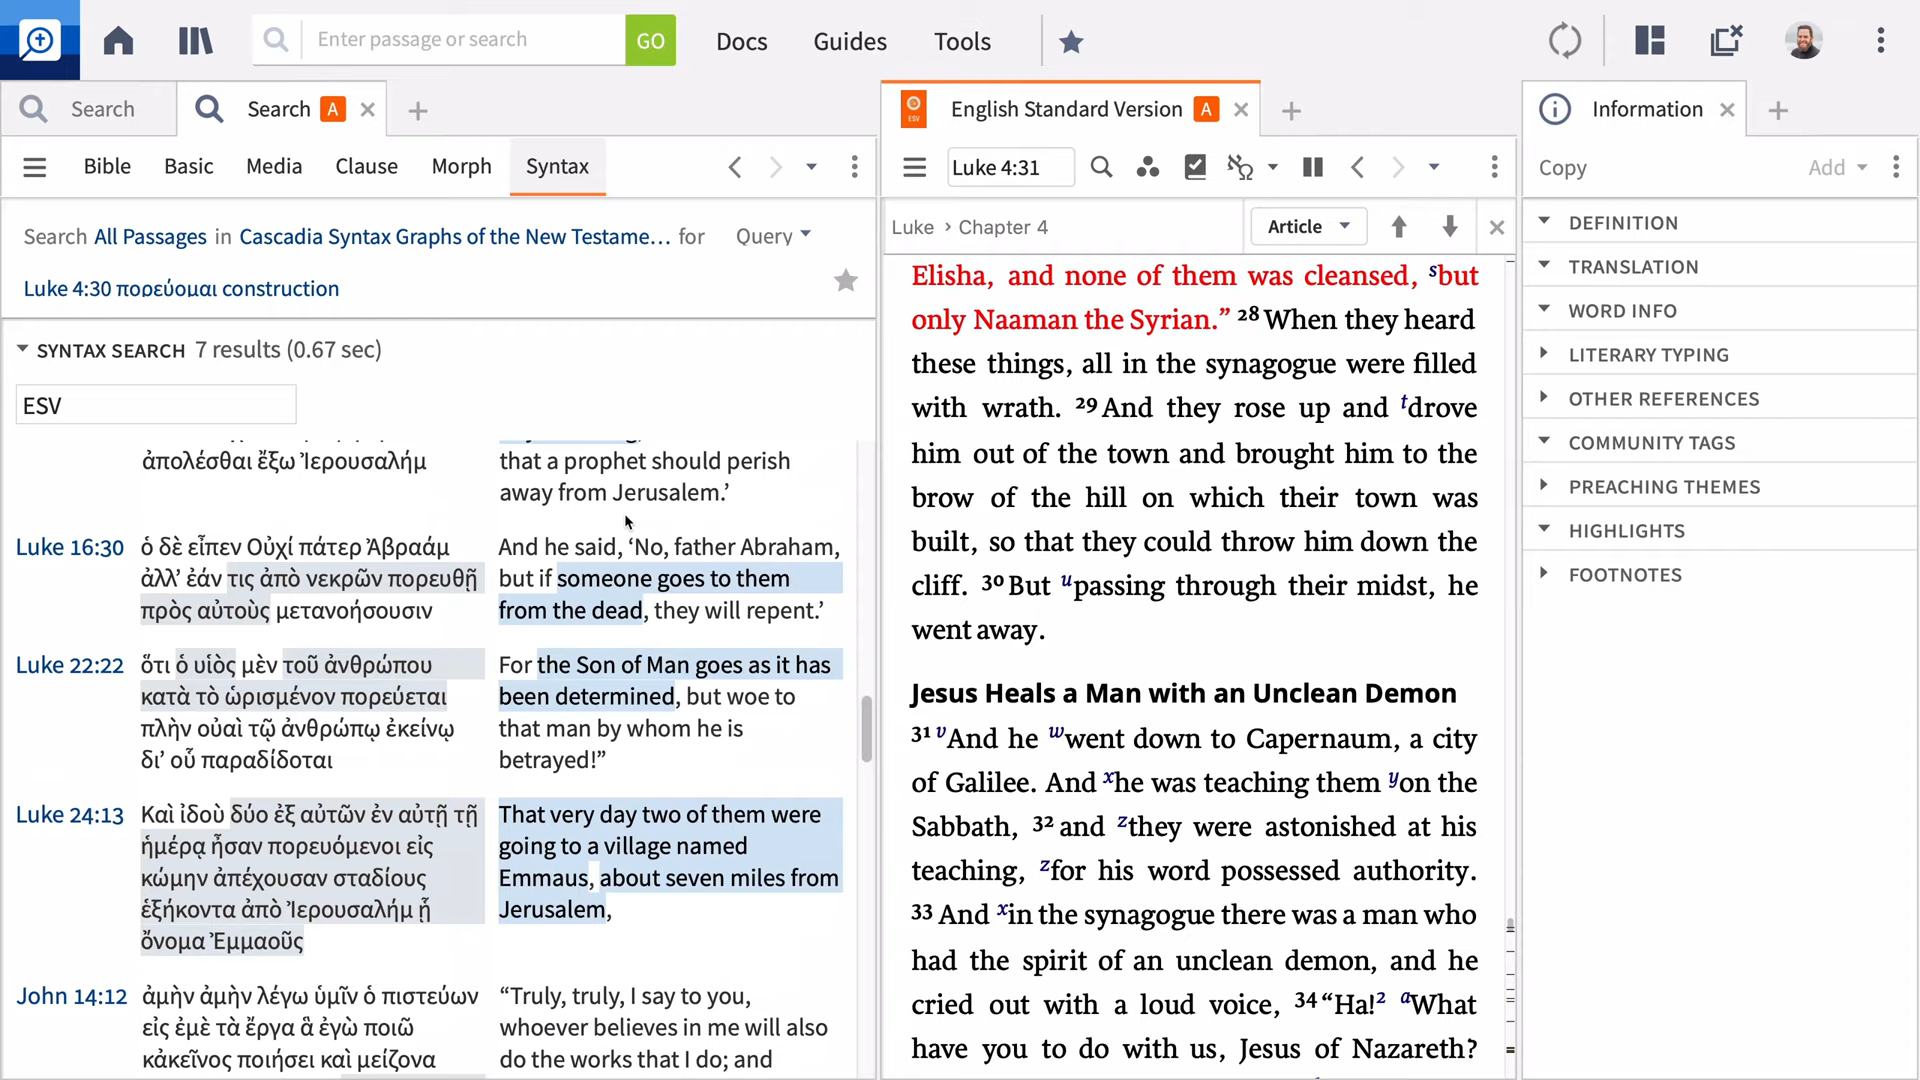 Enter passage or search
GO
Docs
Guides
Tools
Search
Search A
English Standard Version A
Information
Bible
Basic
Media
Clause
Morph
Syntax
Luke 4:31
Copy
Add
Search All Passages in Cascadia Syntax Graphs of the New Testame… for
Query
Luke 4:30 πορεύομαι construction
SYNTAX SEARCH 7 results (0.67 sec)
ESV
ἀπολέσθαι ἔξω Ἰερουσαλήμ
that a prophet should perish
away from Jerusalem.’
Luke 16:30
ὁ δὲ εἶπεν Οὐχί πάτερ Ἀβραάμ
ἀλλ’ ἐάν τις ἀπὸ νεκρῶν πορευθῇ
πρὸς αὐτοὺς μετανοήσουσιν
And he said, ‘No, father Abraham,
but if someone goes to them
from the dead, they will repent.’
Luke 22:22
ὅτι ὁ υἱὸς μὲν τοῦ ἀνθρώπου
κατὰ τὸ ὡρισμένον πορεύεται
πλὴν οὐαὶ τῷ ἀνθρώπῳ ἐκείνῳ
δι’ οὗ παραδίδοται
For the Son of Man goes as it has
been determined, but woe to
that man by whom he is
betrayed!”
Luke 24:13
Καὶ ἰδοὺ δύο ἐξ αὐτῶν ἐν αὐτῇ τῇ
ἡμέρᾳ ἦσαν πορευόμενοι εἰς
κώμην ἀπέχουσαν σταδίους
ἑξήκοντα ἀπὸ Ἰερουσαλήμ ᾗ
ὄνομα Ἐμμαοῦς
That very day two of them were
going to a village named
Emmaus, about seven miles from
Jerusalem,
John 14:12
ἀμὴν ἀμὴν λέγω ὑμῖν ὁ πιστεύων
εἰς ἐμὲ τὰ ἔργα ἃ ἐγὼ ποιῶ
κἀκεῖνος ποιήσει καὶ μείζονα
“Truly, truly, I say to you,
whoever believes in me will also
do the works that I do; and
Luke › Chapter 4
Article
Elisha, and none of them was cleansed, s but
only Naaman the Syrian.” 28 When they heard
these things, all in the synagogue were filled
with wrath. 29 And they rose up and t drove
him out of the town and brought him to the
brow of the hill on which their town was
built, so that they could throw him down the
cliff. 30 But u passing through their midst, he
went away.
Jesus Heals a Man with an Unclean Demon
31 v And he w went down to Capernaum, a city
of Galilee. And x he was teaching them y on the
Sabbath, 32 and z they were astonished at his
teaching, z for his word possessed authority.
33 And x in the synagogue there was a man who
had the spirit of an unclean demon, and he
cried out with a loud voice, 34 “Ha!2 a What
have you to do with us, Jesus of Nazareth?
DEFINITION
TRANSLATION
WORD INFO
LITERARY TYPING
OTHER REFERENCES
COMMUNITY TAGS
PREACHING THEMES
HIGHLIGHTS
FOOTNOTES